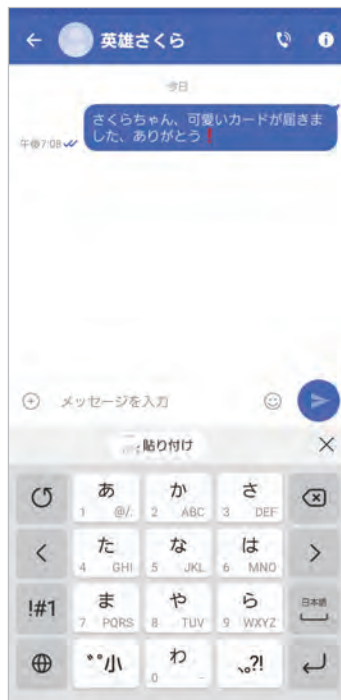 英雄さくら
今日
さくらちゃん、可愛いカードが届きま
した、ありがとう❗
午後7:08
メッセージを入力
貼り付け
あ
1 @/.
か
2 ABC
さ
3 DEF
た
4 GHI
な
5 JKL
は
6 MNO
!#1
ま
7 PQRS
や
8 TUV
ら
9 WXYZ
日本語
゛゜小
わ
0 -
、。?!